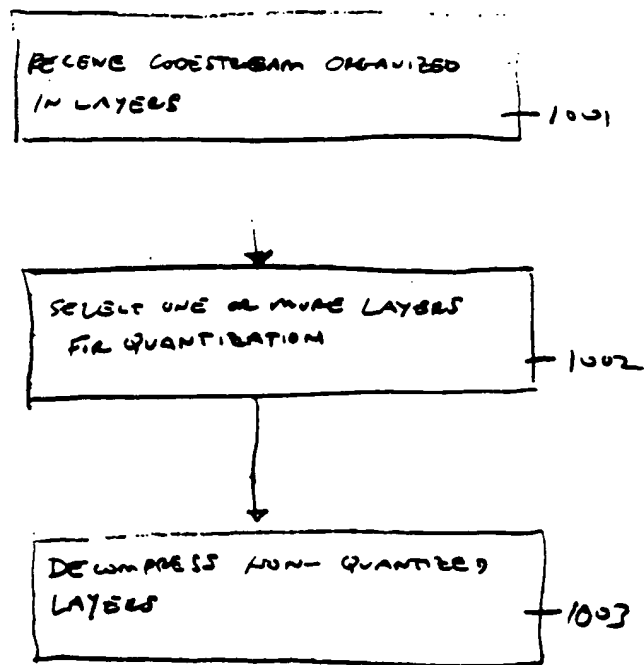 RECEIVE CODESTREAM ORGANIZED
IN LAYERS
1001
SELECT ONE OR MORE LAYERS
FOR QUANTIZATION
1002
DECOMPRESS NON-QUANTIZED
LAYERS
1003